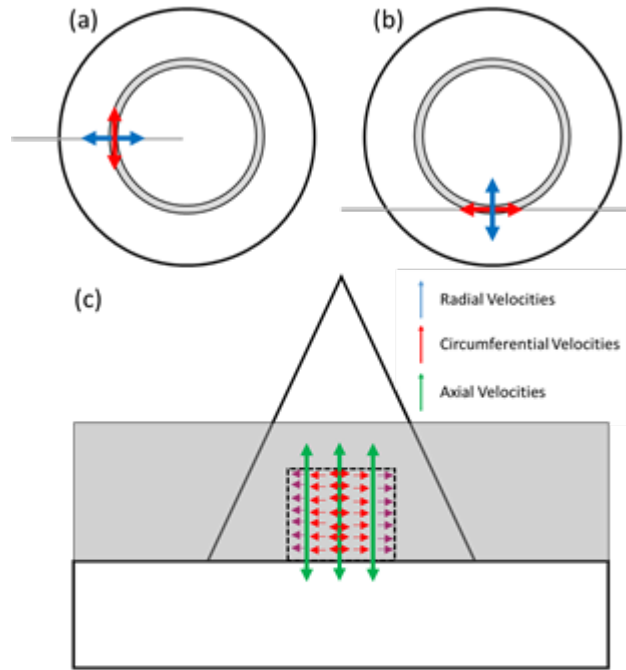 (a)
(b)
(c)
Radial Velocities
Circumferential Velocities
Axial Velocities